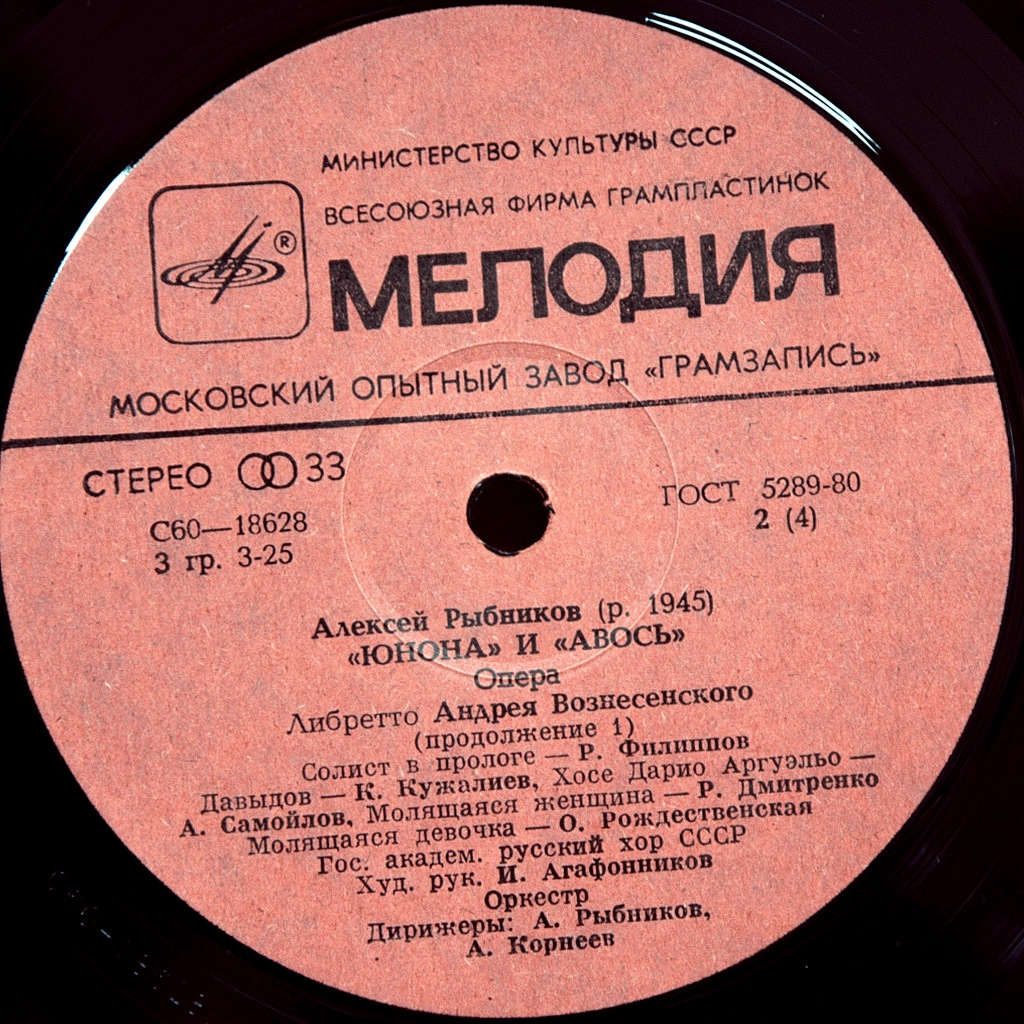 МИНИСТЕРСТВО КУЛЬТУРЫ СССР
ВСЕСОЮЗНАЯ ФИРМА ГРАМПЛАСТИНОК
®
МЕЛОДИЯ
МОСКОВСКИЙ ОПЫТНЫЙ ЗАВОД «ГРАМЗАПИСЬ»
СТЕРЕО 33
ГОСТ 5289-80
С60—18628
2 (4)
3 гр. 3-25
Алексей Рыбников (р. 1945)
«ЮНОНА» И «АВОСЬ»
Опера
Либретто Андрея Вознесенского
(продолжение 1)
Солист в прологе — Р. Филиппов
Давыдов — К. Кужалиев, Хосе Дарио Аргуэльо —
А. Самойлов, Молящаяся женщина — Р. Дмитренко
Молящаяся девочка — О. Рождественская
Гос. академ. русский хор СССР
Худ. рук. И. Агафонников
Оркестр
Дирижеры: А. Рыбников,
А. Корнеев